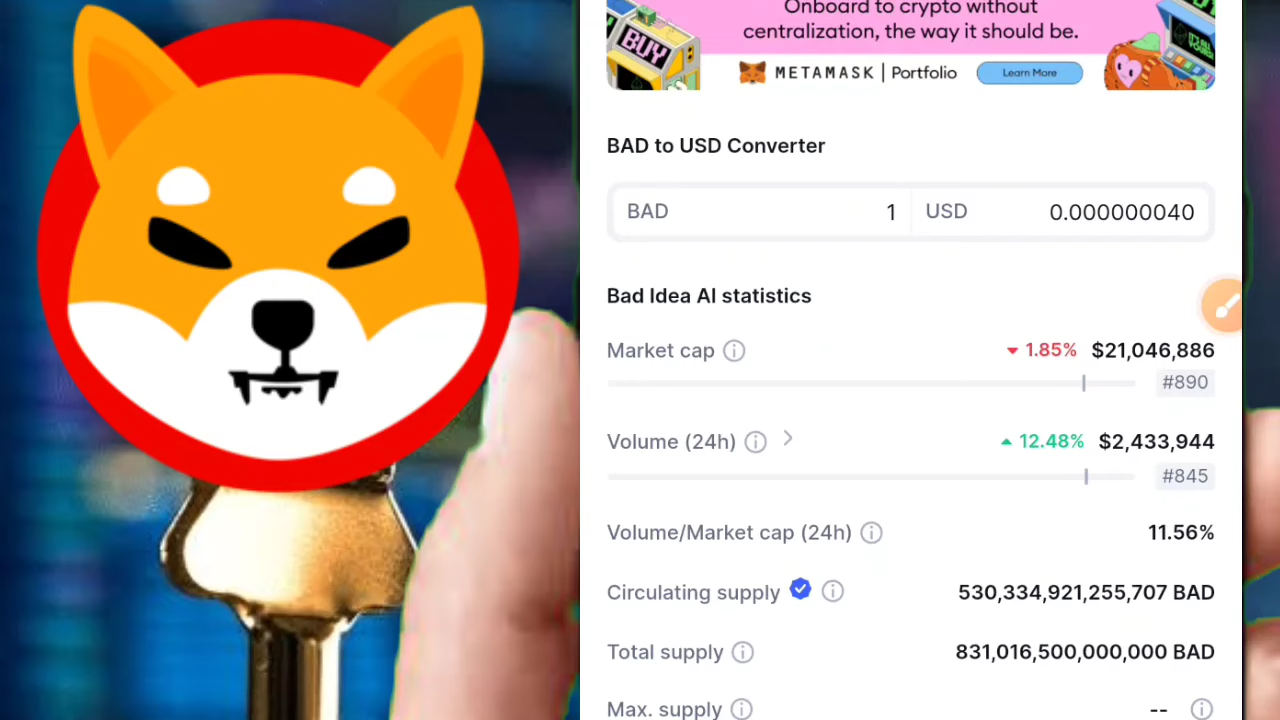 Onboard to crypto without
centralization, the way it should be.
BUY
METAMASK | Portfolio
Learn More
BAD to USD Converter
BAD 1 USD 0.000000040
Bad Idea AI statistics
Market cap 1.85% $21,046,886
#890
Volume (24h) 12.48% $2,433,944
#845
Volume/Market cap (24h) 11.56%
Circulating supply 530,334,921,255,707 BAD
Total supply 831,016,500,000,000 BAD
Max. supply --